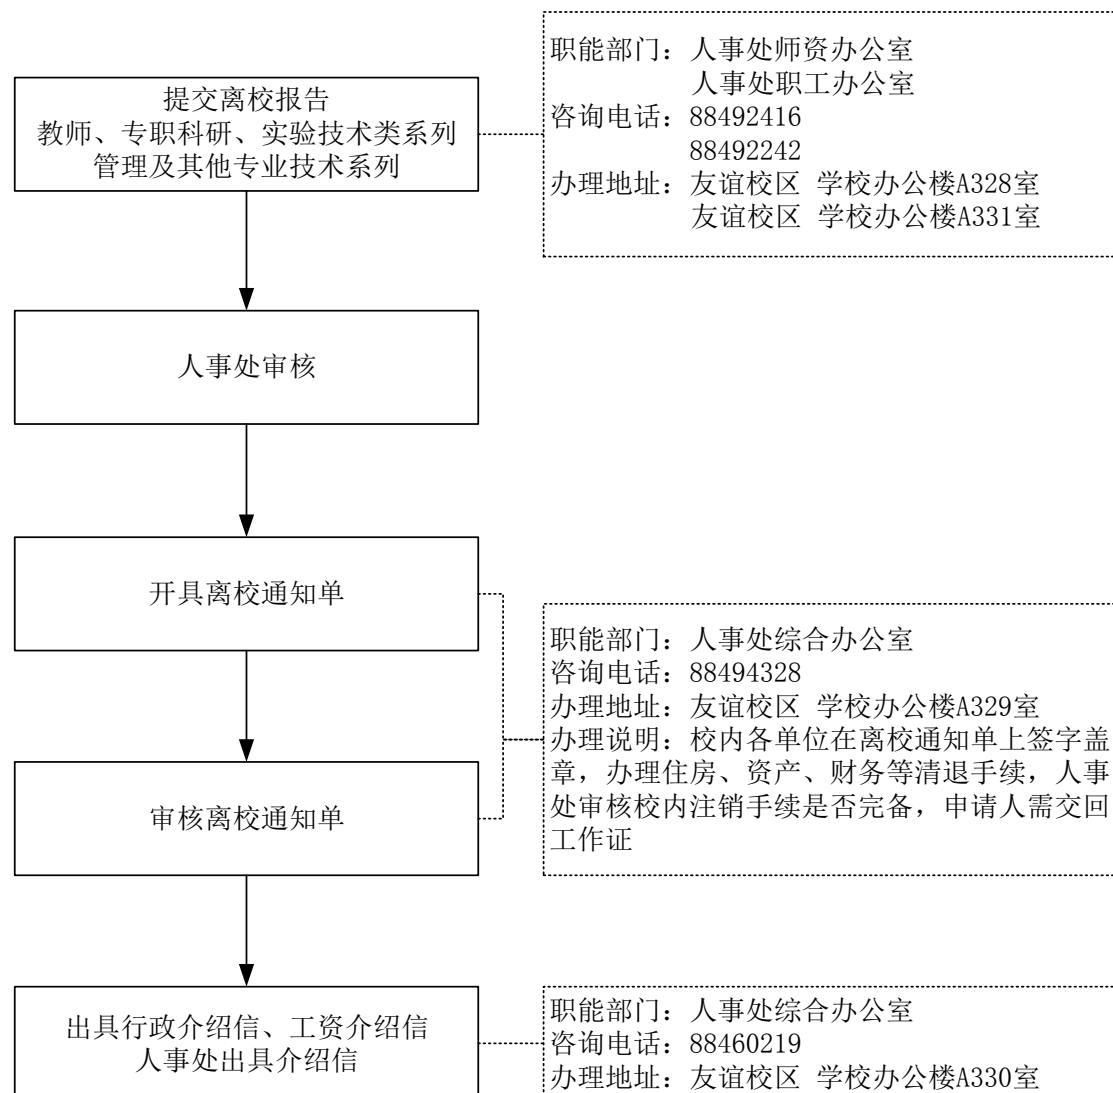 提交离校报告
教师、专职科研、实验技术类系列
管理及其他专业技术系列
职能部门：人事处师资办公室
人事处职工办公室
咨询电话：88492416
88492242
办理地址：友谊校区 学校办公楼A328室
友谊校区 学校办公楼A331室
人事处审核
开具离校通知单
审核离校通知单
职能部门：人事处综合办公室
咨询电话：88494328
办理地址：友谊校区 学校办公楼A329室
办理说明：校内各单位在离校通知单上签字盖
章，办理住房、资产、财务等清退手续，人事
处审核校内注销手续是否完备，申请人需交回
工作证
出具行政介绍信、工资介绍信
人事处出具介绍信
职能部门：人事处综合办公室
咨询电话：88460219
办理地址：友谊校区 学校办公楼A330室